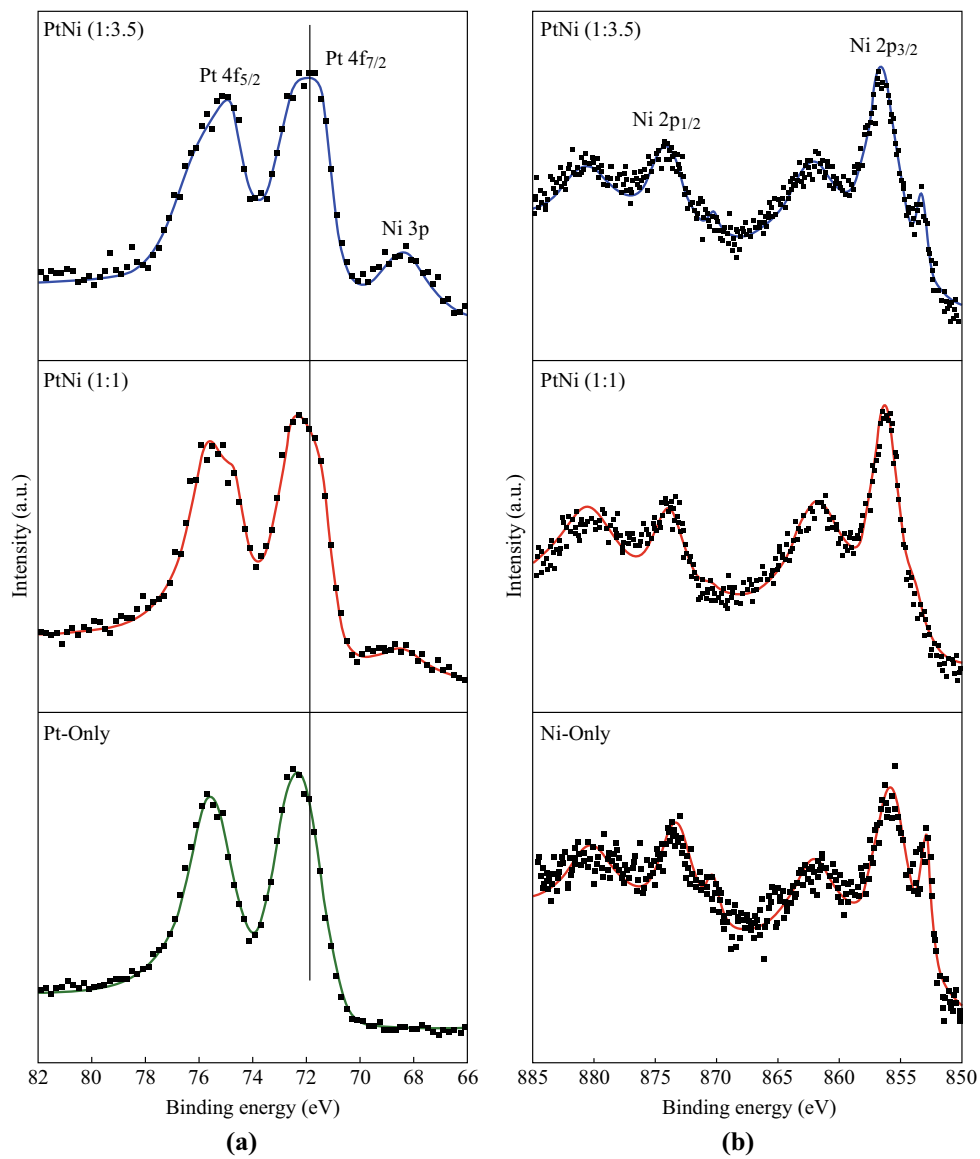 PtNi (1:3.5)
Pt 4f5/2
Pt 4f7/2
Ni 3p
PtNi (1:1)
Pt-Only
Intensity (a.u.)
82 80 78 76 74 72 70 68 66
Binding energy (eV)
(a)
PtNi (1:3.5)
Ni 2p3/2
Ni 2p1/2
PtNi (1:1)
Ni-Only
Intensity (a.u.)
885 880 875 870 865 860 855 850
Binding energy (eV)
(b)